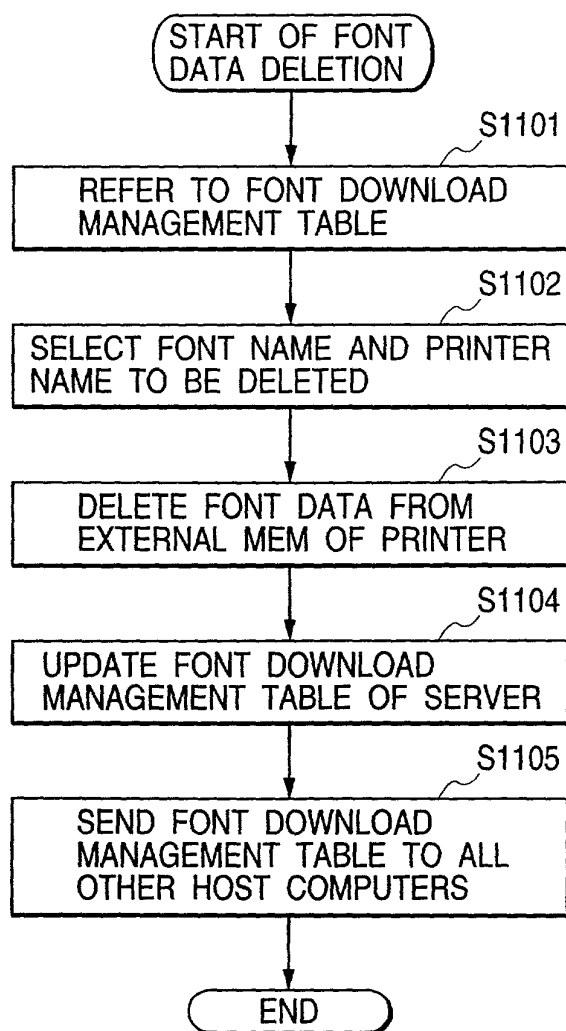 START OF FONT
DATA DELETION
S1101
REFER TO FONT DOWNLOAD
MANAGEMENT TABLE
S1102
SELECT FONT NAME AND PRINTER
NAME TO BE DELETED
S1103
DELETE FONT DATA FROM
EXTERNAL MEM OF PRINTER
S1104
UPDATE FONT DOWNLOAD
MANAGEMENT TABLE OF SERVER
S1105
SEND FONT DOWNLOAD
MANAGEMENT TABLE TO ALL
OTHER HOST COMPUTERS
END